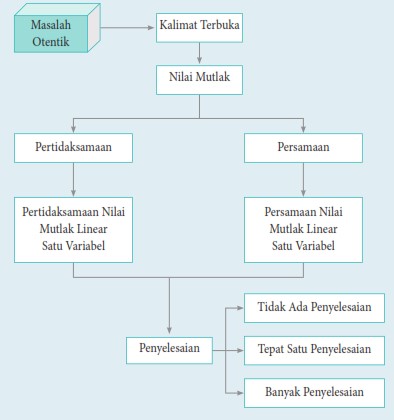 Masalah
Otentik
Kalimat Terbuka
Nilai Mutlak
Pertidaksamaan
Persamaan
Pertidaksamaan Nilai
Mutlak Linear
Satu Variabel
Persamaan Nilai
Mutlak Linear
Satu Variabel
Penyelesaian
Tidak Ada Penyelesaian
Tepat Satu Penyelesaian
Banyak Penyelesaian